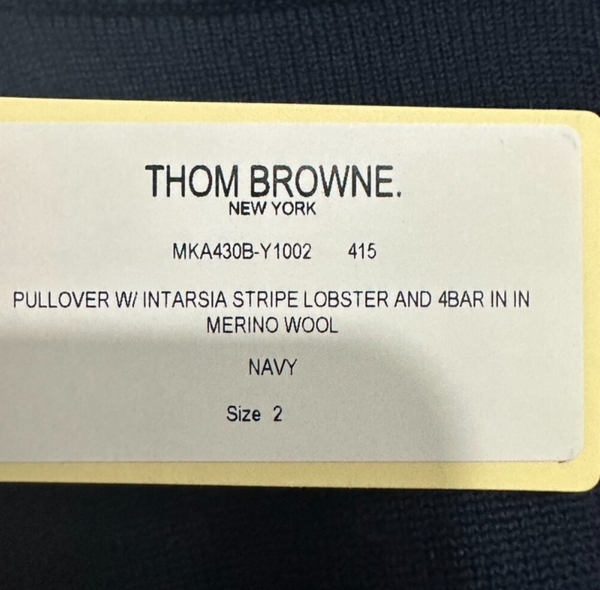 THOM BROWNE.
NEW YORK
MKA430B-Y1002 415
PULLOVER W/ INTARSIA STRIPE LOBSTER AND 4BAR IN IN
MERINO WOOL
NAVY
Size 2